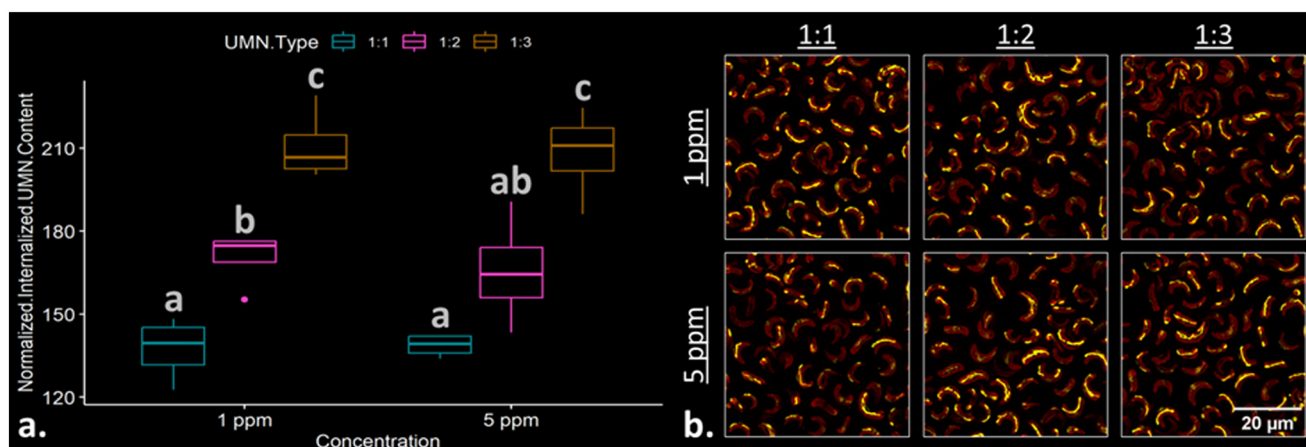 UMN.Type 1:1 1:2 1:3
Normalized.Internalized.UMN.Content
210
180
150
120
a
b
c
a
ab
c
1 ppm
5 ppm
Concentration
a.
1:1
1:2
1:3
1 ppm
5 ppm
20 µm
b.